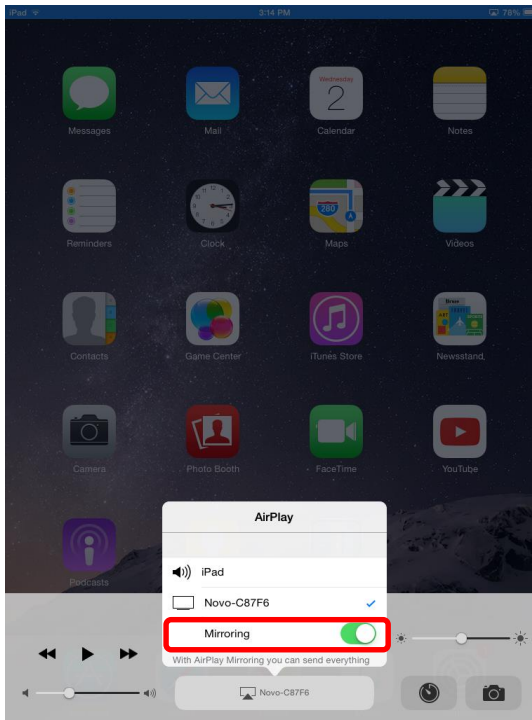 iPad 3:14 PM 76%
Wednesday
2
280
Messages Mail Calendar Notes
Reminders Clock Maps Videos
Contacts Game Center iTunes Store Newsstand
Camera Photo Booth FaceTime YouTube
Podcasts
AirPlay
iPad
Novo-C87F6
Mirroring
With AirPlay Mirroring you can send everything
Novo-C87F6